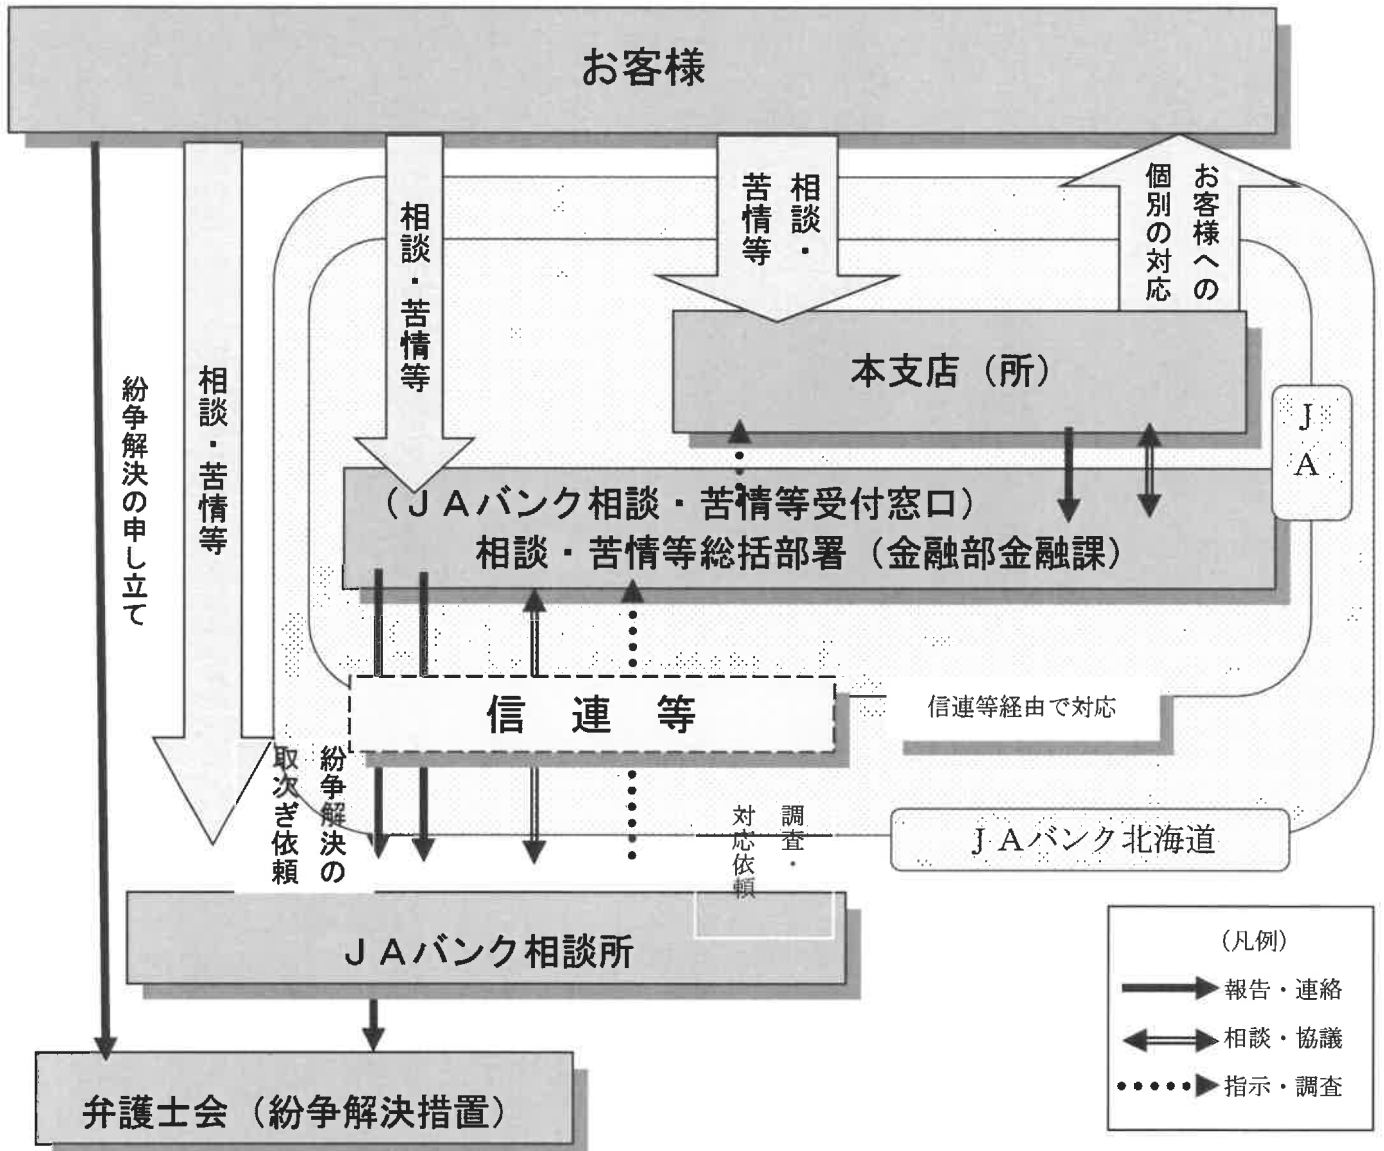 お客様
紛争解決の申し立て
相談・苦情等
相談・苦情等
相談・
苦情等
お客様への
個別の対応
本支店（所）
ＪＡ
（ＪＡバンク相談・苦情等受付窓口）
相談・苦情等総括部署（金融部金融課）
信連等
信連等経由で対応
紛争解決の
取次ぎ依頼
調査・
対応依頼
ＪＡバンク北海道
ＪＡバンク相談所
弁護士会（紛争解決措置）
（凡例）
報告・連絡
相談・協議
指示・調査